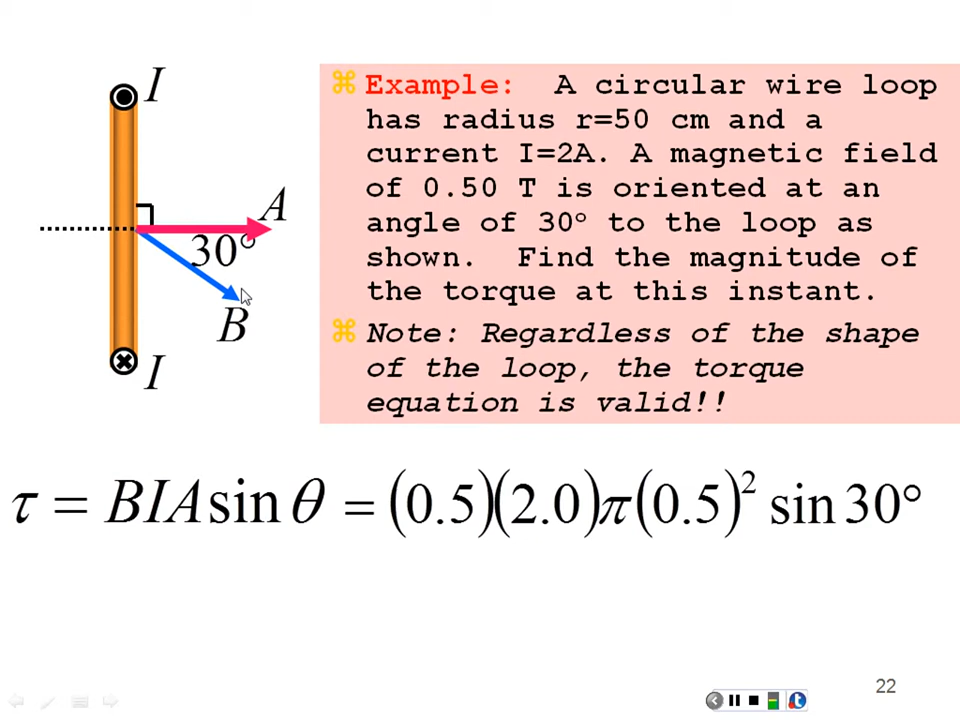 I
⌘ Example: A circular wire loop
has radius r=50 cm and a
current I=2A. A magnetic field
of 0.50 T is oriented at an
angle of 30° to the loop as
shown. Find the magnitude of
the torque at this instant.
⌘ Note: Regardless of the shape
of the loop, the torque
equation is valid!!
A
30°
B
I
τ = BIA sin θ = (0.5)(2.0)π(0.5)² sin 30°
22